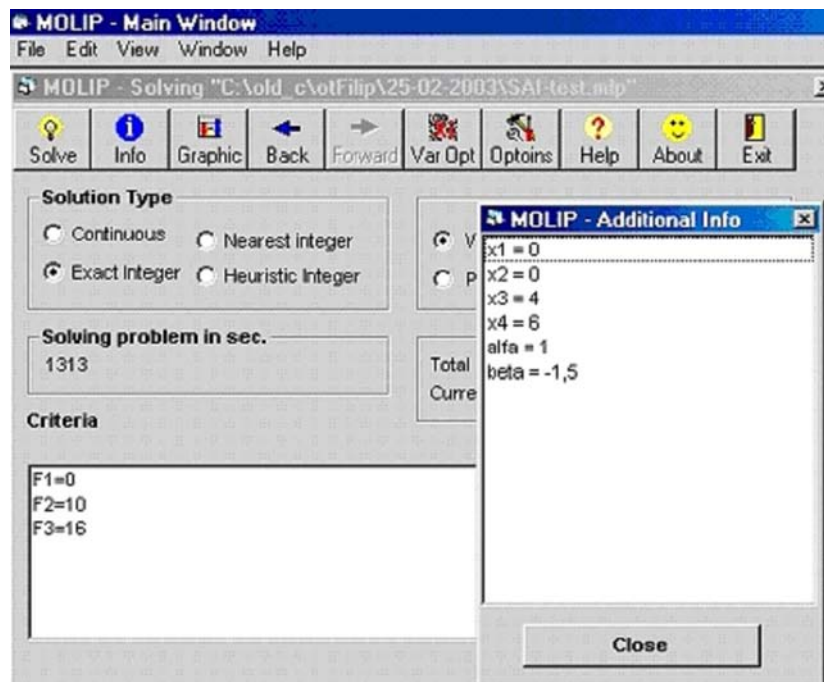 MOLIP - Main Window
File Edit View Window Help
MOLIP - Solving "C:\old_c\otFilip\25-02-2003\SAI-test.mlp"
Solve Info Graphic Back Forward Var Opt Optoins Help About Exit
Solution Type
Continuous Nearest integer
Exact Integer Heuristic Integer
V
P
Solving problem in sec.
1313
Total
Curre
Criteria
F1=0
F2=10
F3=16
MOLIP - Additional Info
x1 = 0
x2 = 0
x3 = 4
x4 = 6
alfa = 1
beta = -1,5
Close